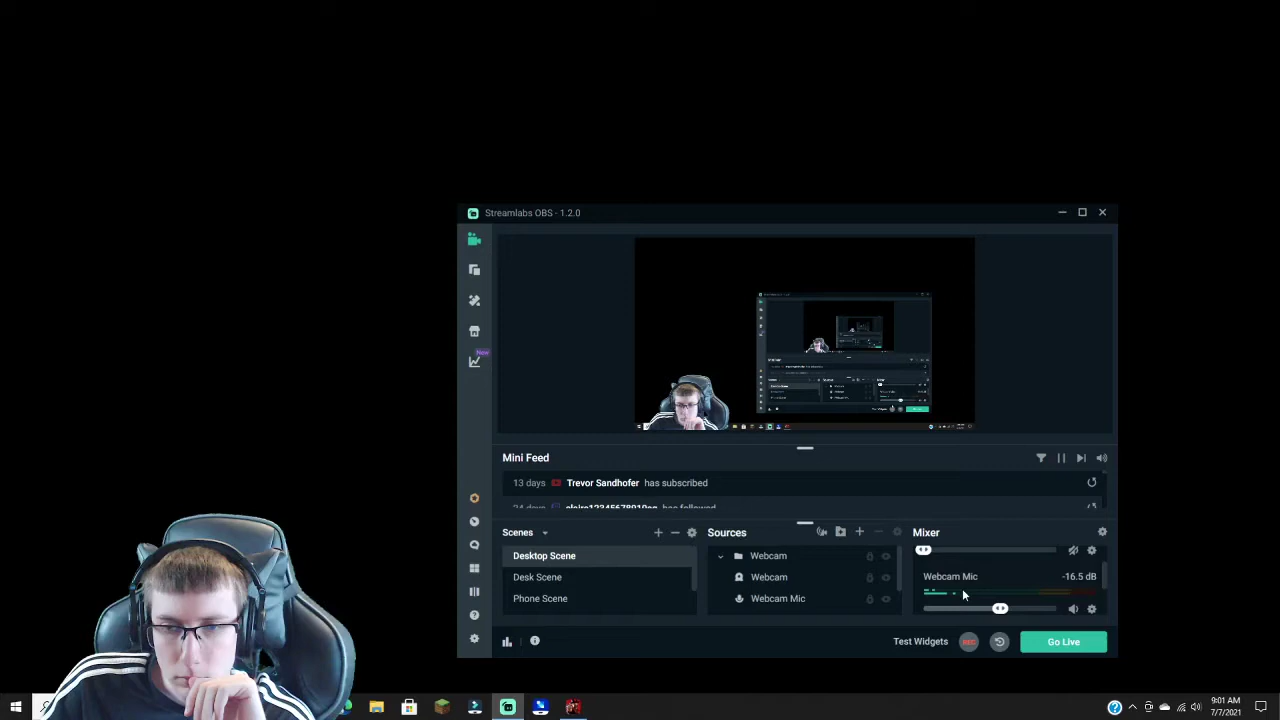 Streamlabs OBS - 1.2.0
New
Mini Feed
13 days Trevor Sandhofer has subscribed
Scenes
Sources
Mixer
Desktop Scene
Webcam
Desk Scene
Webcam
Webcam Mic -16.5 dB
Phone Scene
Webcam Mic
Test Widgets REC Go Live
9:01 AM
7/7/2021